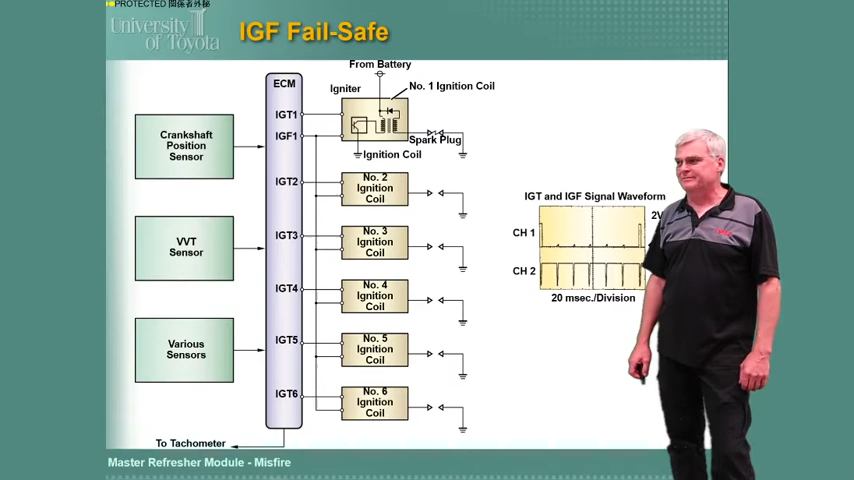 PROTECTED 関係者外秘
University
of Toyota
IGF Fail-Safe
From Battery
ECM
Igniter
No. 1 Ignition Coil
IGT1
IGF1
Crankshaft
Position
Sensor
Spark Plug
Ignition Coil
IGT2
No. 2
Ignition
Coil
IGT and IGF Signal Waveform
2V
CH 1
VVT
Sensor
IGT3
No. 3
Ignition
Coil
CH 2
20 msec./Division
IGT4
No. 4
Ignition
Coil
Various
Sensors
IGT5
No. 5
Ignition
Coil
IGT6
No. 6
Ignition
Coil
To Tachometer
Master Refresher Module - Misfire